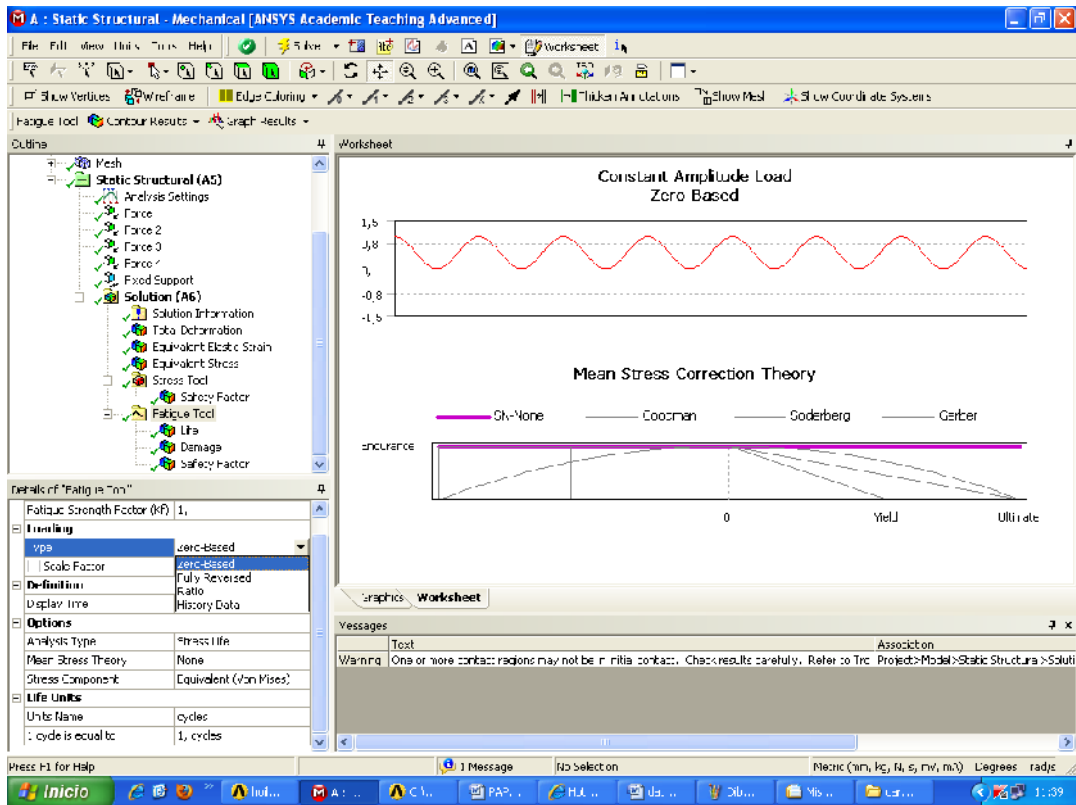 A : Static Structural - Mechanical [ANSYS Academic Teaching Advanced]
File Edit View Units Tools Help Solve Worksheet
Show Vertices Wireframe Edge Coloring Thicken Annotations Show Mesh Show Coordinate Systems
Fatigue Tool Contour Results Graph Results
Outline
Mesh
Static Structural (A5)
Analysis Settings
Force
Force 2
Force 3
Force 4
Fixed Support
Solution (A6)
Solution Information
Total Deformation
Equivalent Elastic Strain
Equivalent Stress
Stress Tool
Safety Factor
Fatigue Tool
Life
Damage
Safety Factor
Details of "Fatigue Tool"
Fatigue Strength Factor (Kf) 1,
Loading
Type Zero-Based
Scale Factor Zero-Based
Fully Reversed
Definition Ratio
Display Time History Data
Options
Analysis Type Stress Life
Mean Stress Theory None
Stress Component Equivalent (Von Mises)
Life Units
Units Name cycles
1 cycle is equal to 1, cycles
Worksheet
Constant Amplitude Load
Zero Based
1,5
0,8
0,
-0,8
-1,5
Mean Stress Correction Theory
SN-None Goodman Soderberg Gerber
Endurance
0 Yield Ultimate
Graphics Worksheet
Messages
Text Association
Warning One or more contact regions may not be in initial contact. Check results carefully. Refer to Tro Project>Model>Static Structural>Soluti
Press F1 for Help 1 Message No Selection Metric (mm, kg, N, s, mV, mA) Degrees rad/s
Inicio A : ... C:\... PAP... Mis ... 11:39